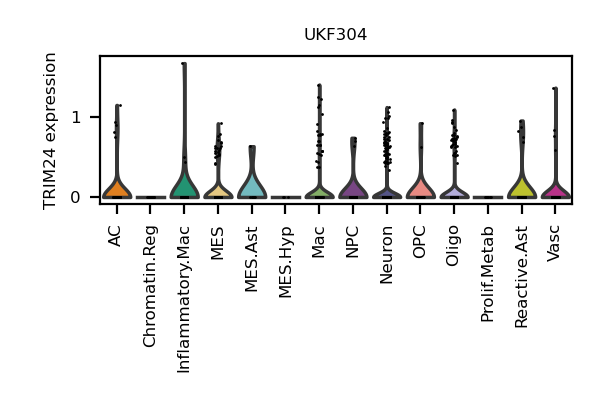 UKF304
TRIM24 expression
1
0
AC
Chromatin.Reg
Inflammatory.Mac
MES
MES.Ast
MES.Hyp
Mac
NPC
Neuron
OPC
Oligo
Prolif.Metab
Reactive.Ast
Vasc